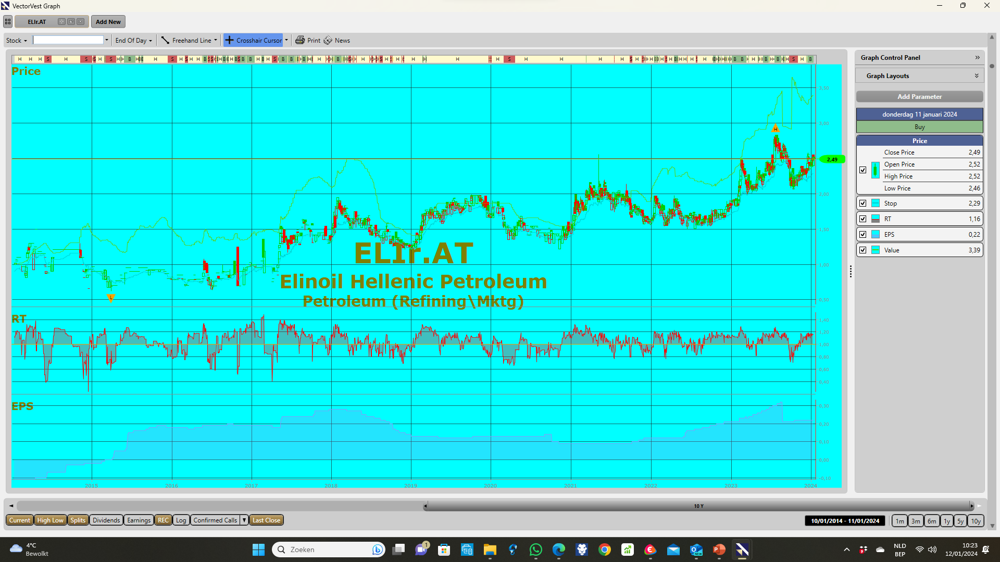 VectorVest Graph
ELIr.AT Add New
Stock End Of Day Freehand Line Crosshair Cursor Print News
Price
3,50
3,00
2,49
2,00
1,50
1,00
0,50
H
L
ELIr.AT
Elinoil Hellenic Petroleum
Petroleum (Refining\Mktg)
RT
1,40
1,20
1,00
0,80
0,60
0,40
EPS
0,30
0,20
0,10
0,00
-0,10
2015 2016 2017 2018 2019 2020 2021 2022 2023 2024
Graph Control Panel
Graph Layouts
Add Parameter
donderdag 11 januari 2024
Buy
Price
Close Price 2,49
Open Price 2,52
High Price 2,52
Low Price 2,46
Stop 2,29
RT 1,16
EPS 0,22
Value 3,39
10 Y
Current High Low Splits Dividends Earnings REC Log Confirmed Calls Last Close
10/01/2014 - 11/01/2024 1m 3m 6m 1y 5y 10y
4°C
Bewolkt
Zoeken
1
NEW
NLD
BEP
10:23
12/01/2024